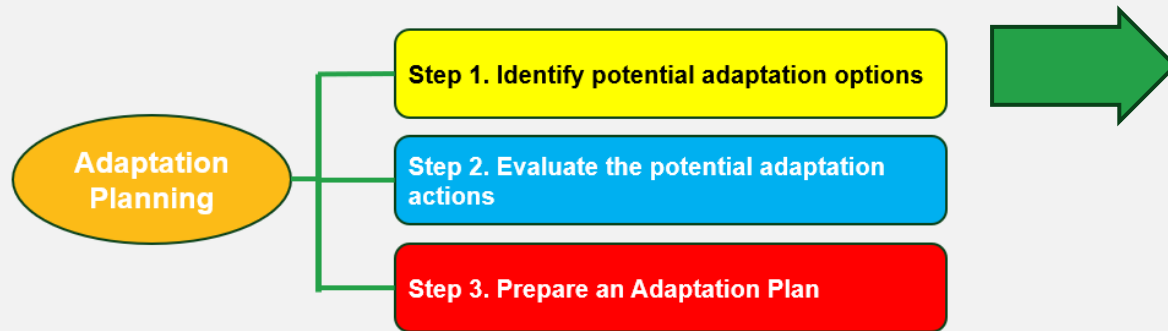 Step 1. Identify potential adaptation options
Adaptation
Planning
Step 2. Evaluate the potential adaptation
actions
Step 3. Prepare an Adaptation Plan